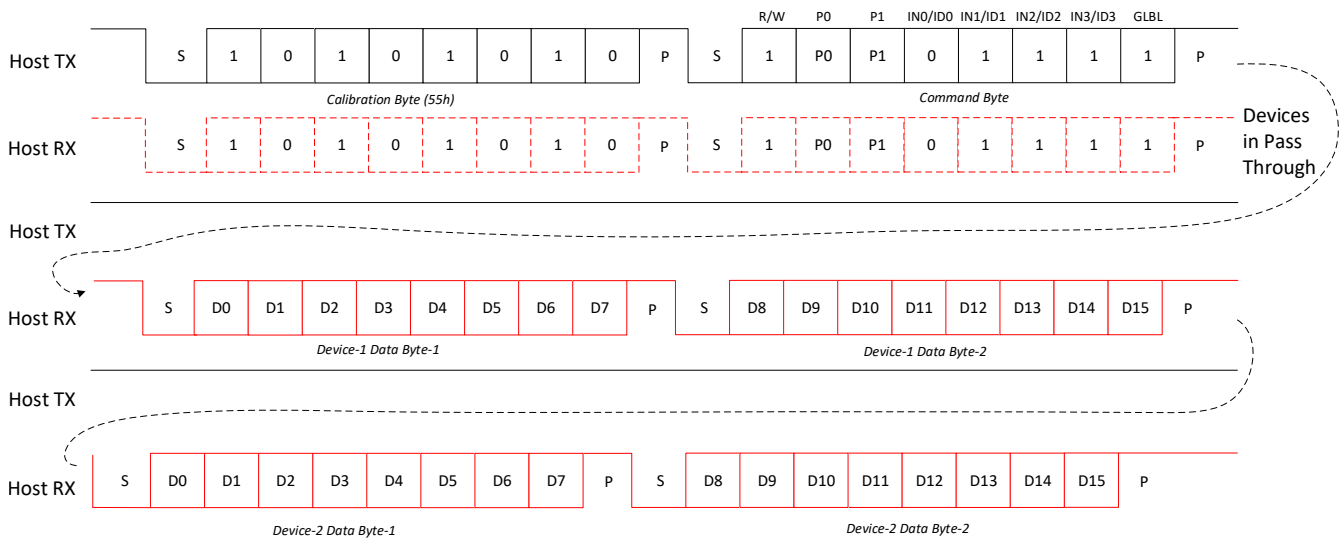 R/W P0 P1 IN0/ID0 IN1/ID1 IN2/ID2 IN3/ID3 GLBL
Host TX S 1 0 1 0 1 0 1 0 P S 1 P0 P1 0 1 1 1 1 P
Calibration Byte (55h) Command Byte
Host RX S 1 0 1 0 1 0 1 0 P S 1 P0 P1 0 1 1 1 1 P
Devices
in Pass
Through
Host TX
Host RX S D0 D1 D2 D3 D4 D5 D6 D7 P S D8 D9 D10 D11 D12 D13 D14 D15 P
Device-1 Data Byte-1 Device-1 Data Byte-2
Host TX
Host RX S D0 D1 D2 D3 D4 D5 D6 D7 P S D8 D9 D10 D11 D12 D13 D14 D15 P
Device-2 Data Byte-1 Device-2 Data Byte-2